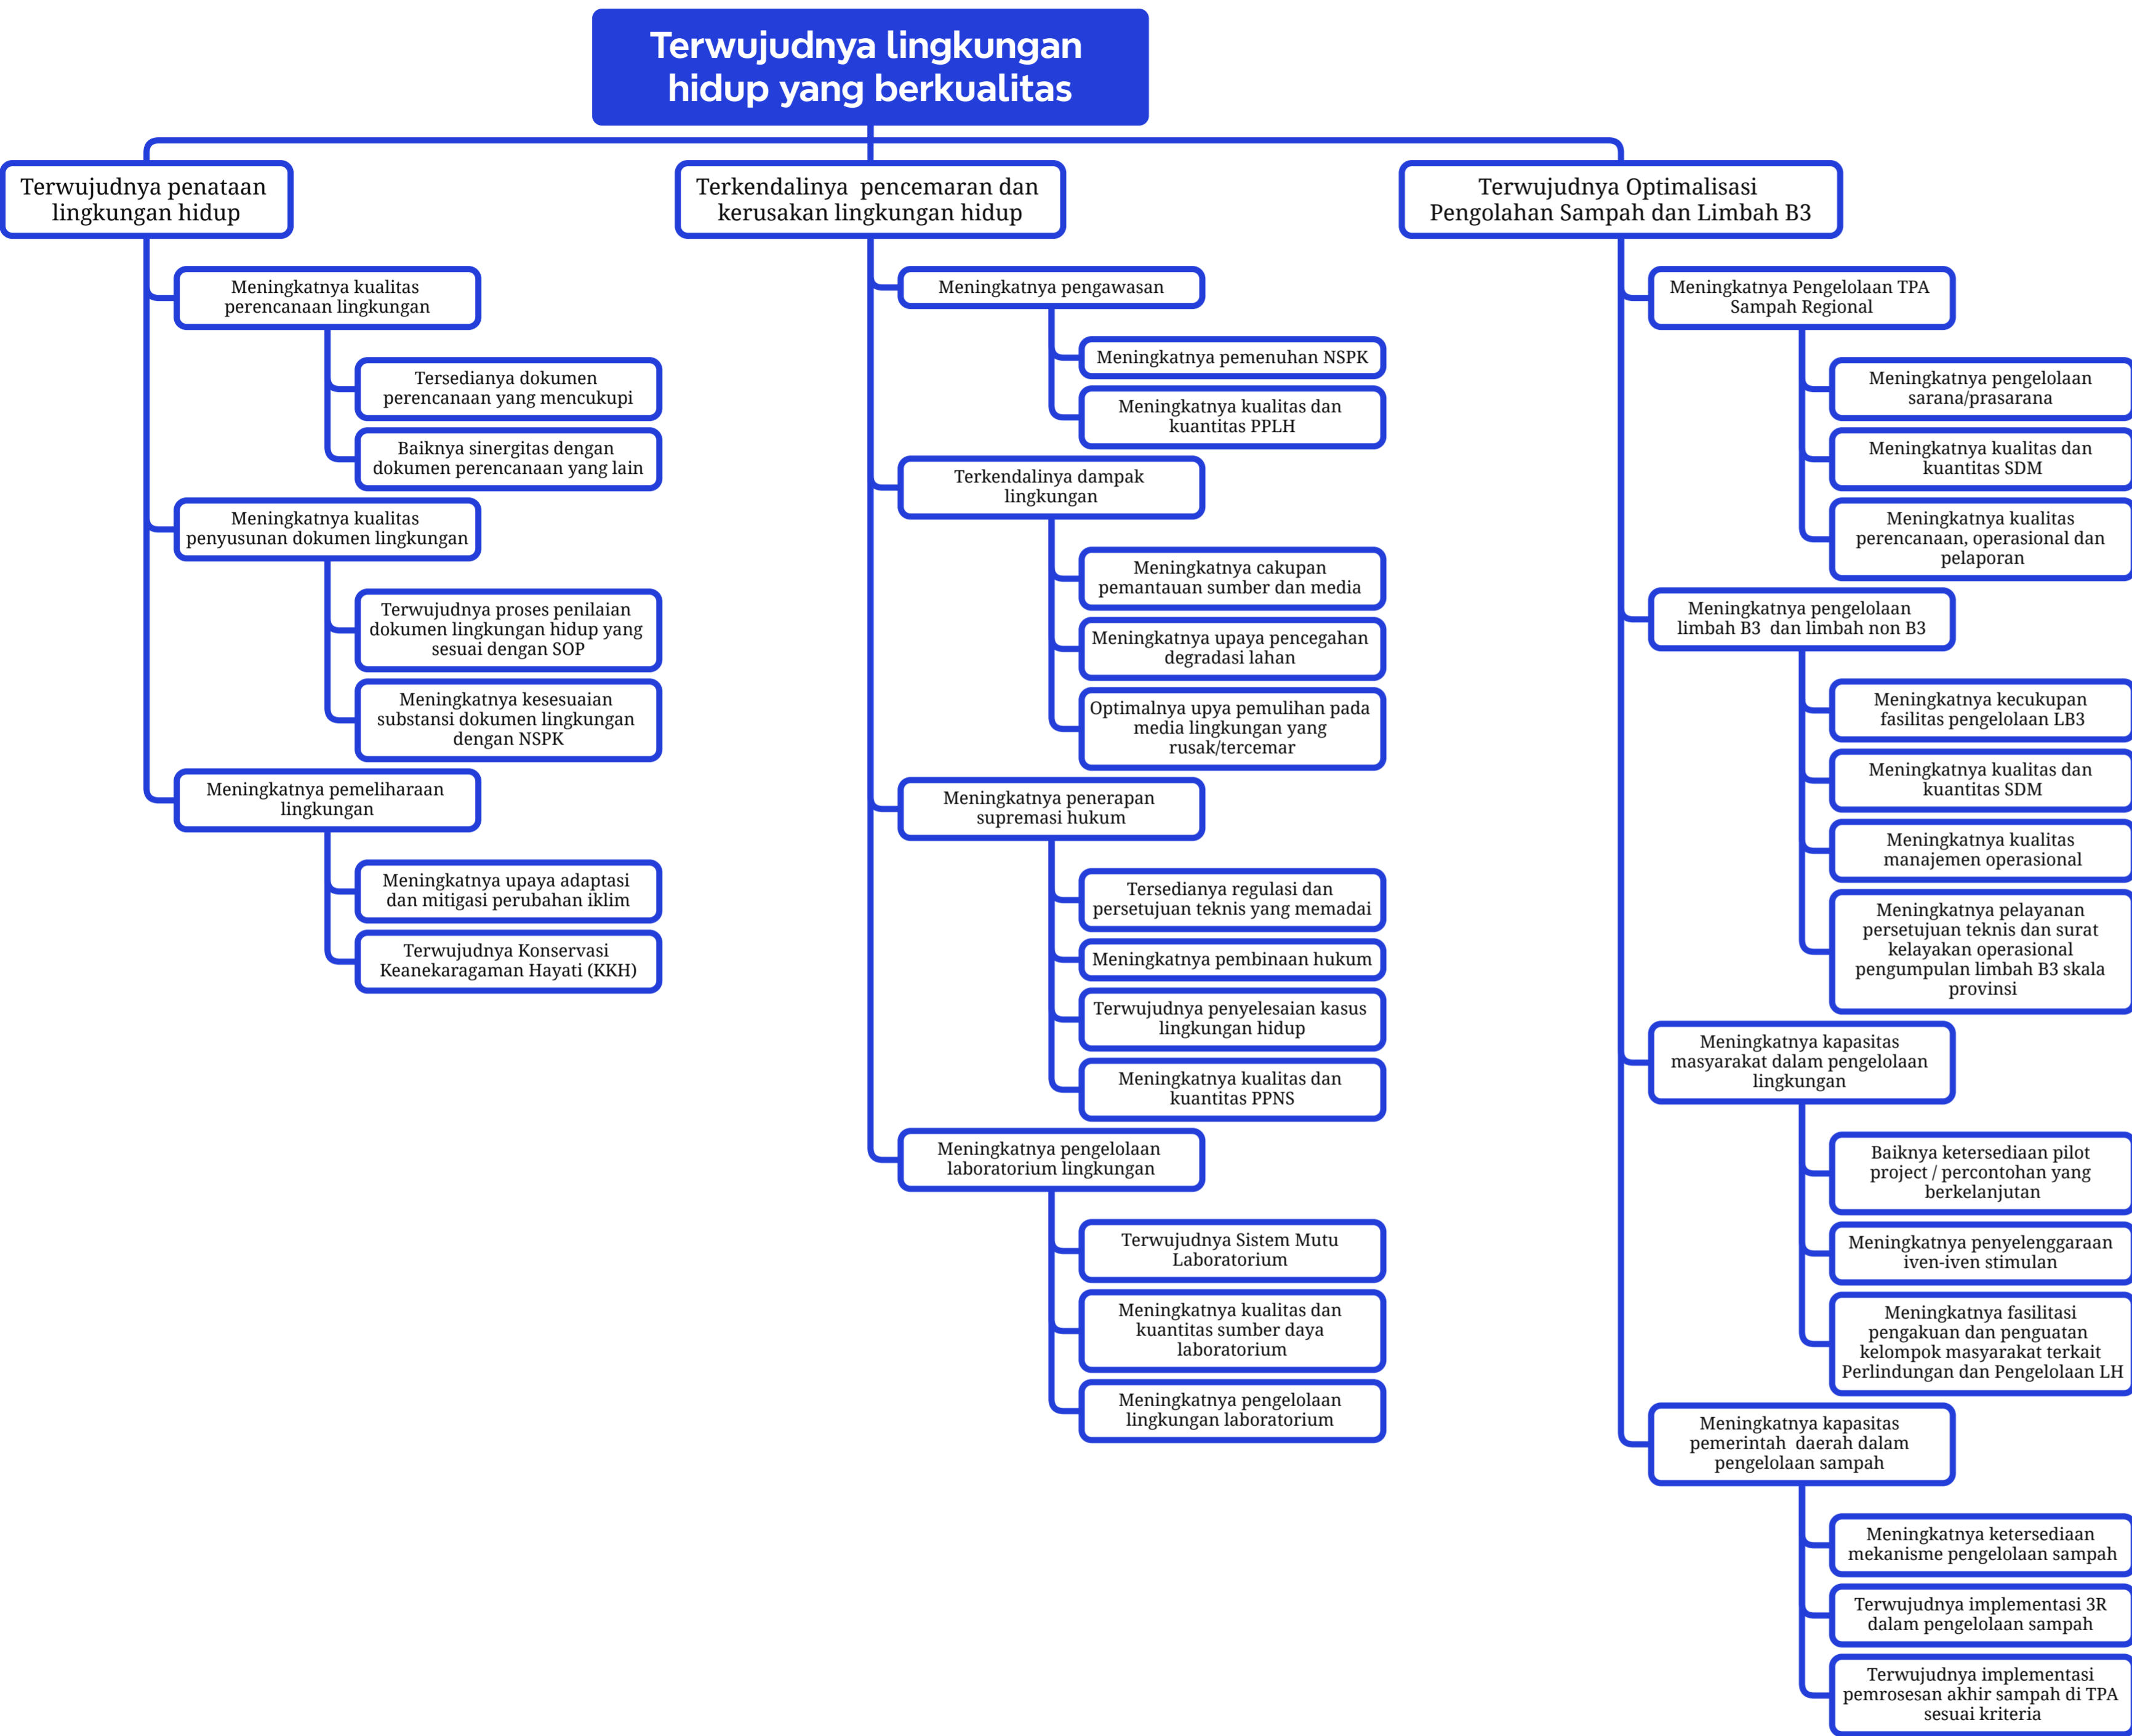 Terwujudnya lingkungan
hidup yang berkualitas
Terwujudnya penataan
lingkungan hidup
Meningkatnya kualitas
perencanaan lingkungan
Tersedianya dokumen
perencanaan yang mencukupi
Baiknya sinergitas dengan
dokumen perencanaan yang lain
Meningkatnya kualitas
penyusunan dokumen lingkungan
Terwujudnya proses penilaian
dokumen lingkungan hidup yang
sesuai dengan SOP
Meningkatnya kesesuaian
substansi dokumen lingkungan
dengan NSPK
Meningkatnya pemeliharaan
lingkungan
Meningkatnya upaya adaptasi
dan mitigasi perubahan iklim
Terwujudnya Konservasi
Keanekaragaman Hayati (KKH)
Terkendalinya pencemaran dan
kerusakan lingkungan hidup
Meningkatnya pengawasan
Meningkatnya pemenuhan NSPK
Meningkatnya kualitas dan
kuantitas PPLH
Terkendalinya dampak
lingkungan
Meningkatnya cakupan
pemantauan sumber dan media
Meningkatnya upaya pencegahan
degradasi lahan
Optimalnya upya pemulihan pada
media lingkungan yang
rusak/tercemar
Meningkatnya penerapan
supremasi hukum
Tersedianya regulasi dan
persetujuan teknis yang memadai
Meningkatnya pembinaan hukum
Terwujudnya penyelesaian kasus
lingkungan hidup
Meningkatnya kualitas dan
kuantitas PPNS
Meningkatnya pengelolaan
laboratorium lingkungan
Terwujudnya Sistem Mutu
Laboratorium
Meningkatnya kualitas dan
kuantitas sumber daya
laboratorium
Meningkatnya pengelolaan
lingkungan laboratorium
Terwujudnya Optimalisasi
Pengolahan Sampah dan Limbah B3
Meningkatnya Pengelolaan TPA
Sampah Regional
Meningkatnya pengelolaan
sarana/prasarana
Meningkatnya kualitas dan
kuantitas SDM
Meningkatnya kualitas
perencanaan, operasional dan
pelaporan
Meningkatnya pengelolaan
limbah B3 dan limbah non B3
Meningkatnya kecukupan
fasilitas pengelolaan LB3
Meningkatnya kualitas dan
kuantitas SDM
Meningkatnya kualitas
manajemen operasional
Meningkatnya pelayanan
persetujuan teknis dan surat
kelayakan operasional
pengumpulan limbah B3 skala
provinsi
Meningkatnya kapasitas
masyarakat dalam pengelolaan
lingkungan
Baiknya ketersediaan pilot
project / percontohan yang
berkelanjutan
Meningkatnya penyelenggaraan
iven-iven stimulan
Meningkatnya fasilitasi
pengakuan dan penguatan
kelompok masyarakat terkait
Perlindungan dan Pengelolaan LH
Meningkatnya kapasitas
pemerintah daerah dalam
pengelolaan sampah
Meningkatnya ketersediaan
mekanisme pengelolaan sampah
Terwujudnya implementasi 3R
dalam pengelolaan sampah
Terwujudnya implementasi
pemrosesan akhir sampah di TPA
sesuai kriteria